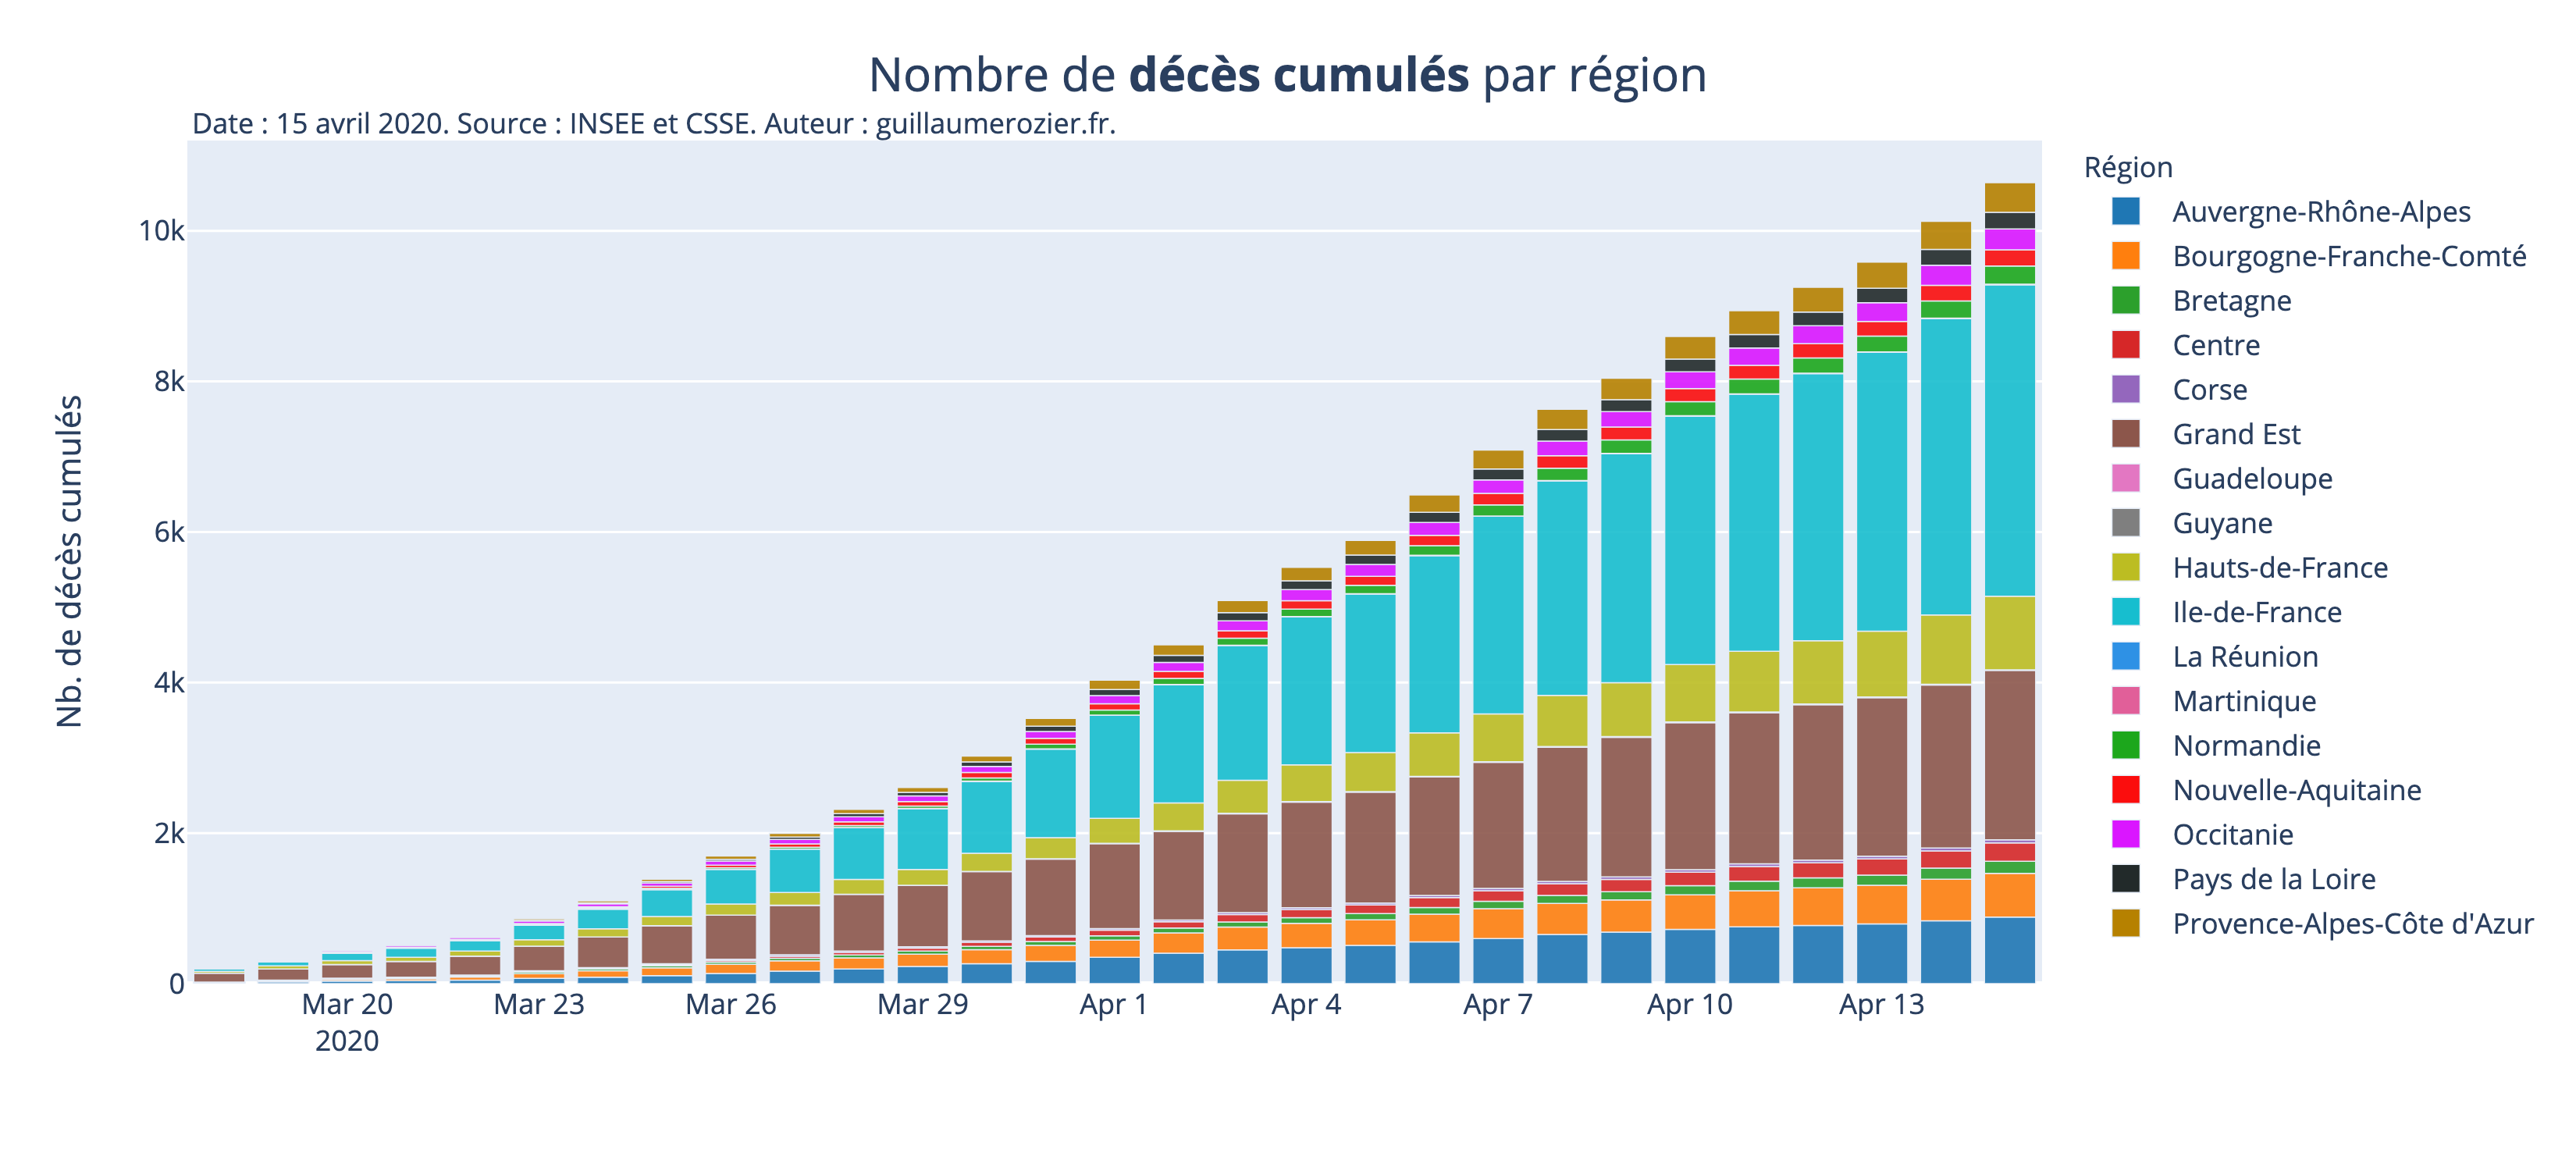 Nombre de décès cumulés par région
Date : 15 avril 2020. Source : INSEE et CSSE. Auteur : guillaumerozier.fr.
Nb. de décès cumulés
10k
8k
6k
4k
2k
0
Mar 20 Mar 23 Mar 26 Mar 29 Apr 1 Apr 4 Apr 7 Apr 10 Apr 13
2020
Région
Auvergne-Rhône-Alpes
Bourgogne-Franche-Comté
Bretagne
Centre
Corse
Grand Est
Guadeloupe
Guyane
Hauts-de-France
Ile-de-France
La Réunion
Martinique
Normandie
Nouvelle-Aquitaine
Occitanie
Pays de la Loire
Provence-Alpes-Côte d'Azur